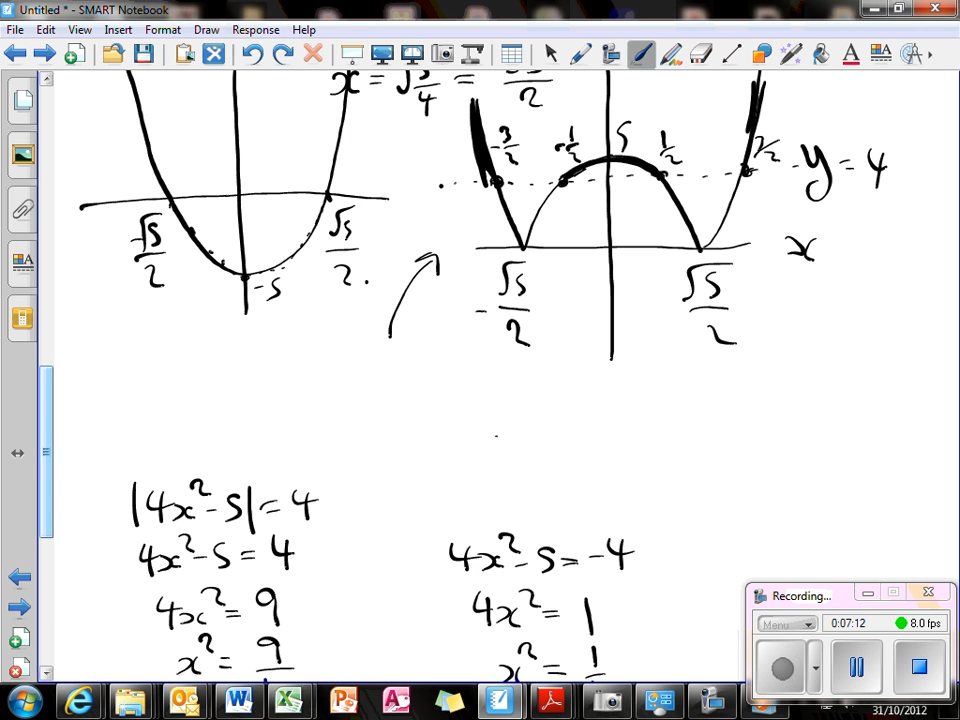 Untitled * - SMART Notebook
File Edit View Insert Format Draw Response Help
x = √5/4 = √5/2
-3/2 -1/2 5 1/2 3/2 y = 4
-√5/2 √5/2 -5
x
-√5/2 √5/2
|4x² - 5| = 4
4x² - 5 = 4
4x² = 9
x² = 9
4x² - 5 = -4
4x² = 1
x² = 1
Recording...
Menu 0:07:12 8.0 fps
31/10/2012